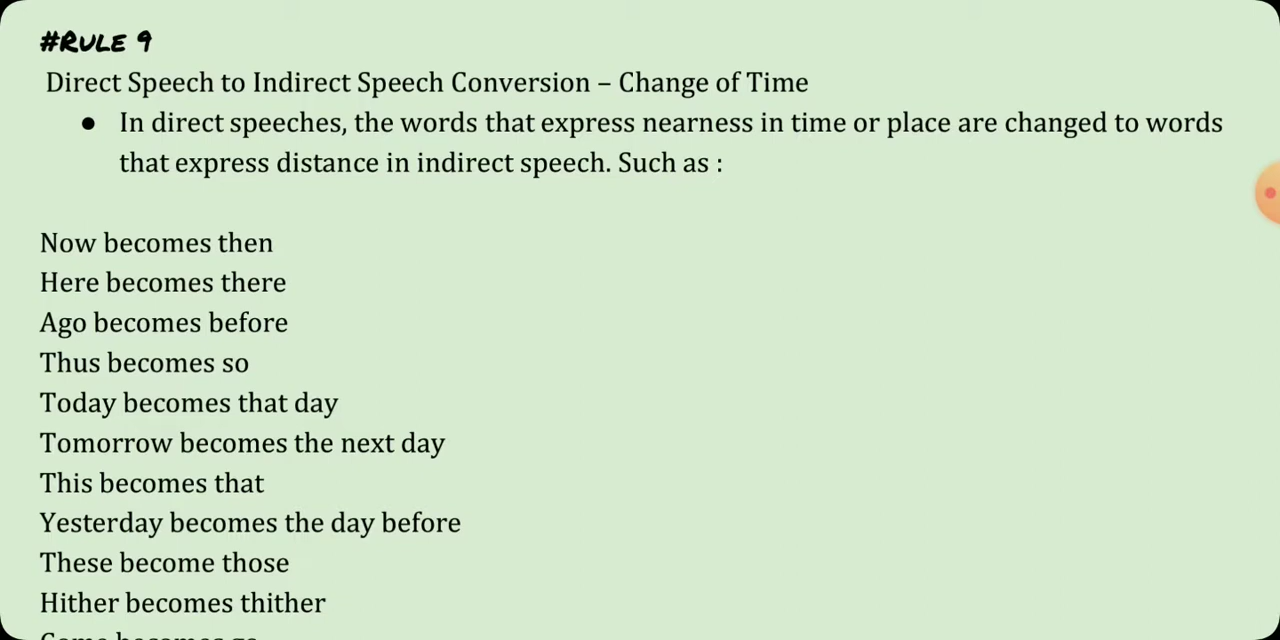 #Rule 9
Direct Speech to Indirect Speech Conversion – Change of Time
● In direct speeches, the words that express nearness in time or place are changed to words
that express distance in indirect speech. Such as :
Now becomes then
Here becomes there
Ago becomes before
Thus becomes so
Today becomes that day
Tomorrow becomes the next day
This becomes that
Yesterday becomes the day before
These become those
Hither becomes thither
Come becomes go